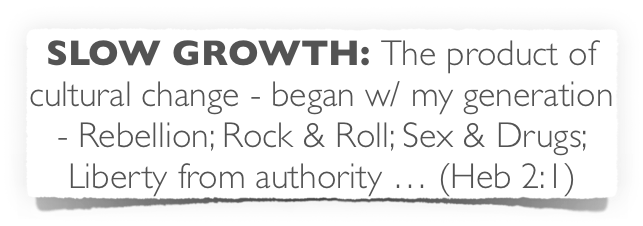 SLOW GROWTH: The product of
cultural change - began w/ my generation
- Rebellion; Rock & Roll; Sex & Drugs;
Liberty from authority … (Heb 2:1)